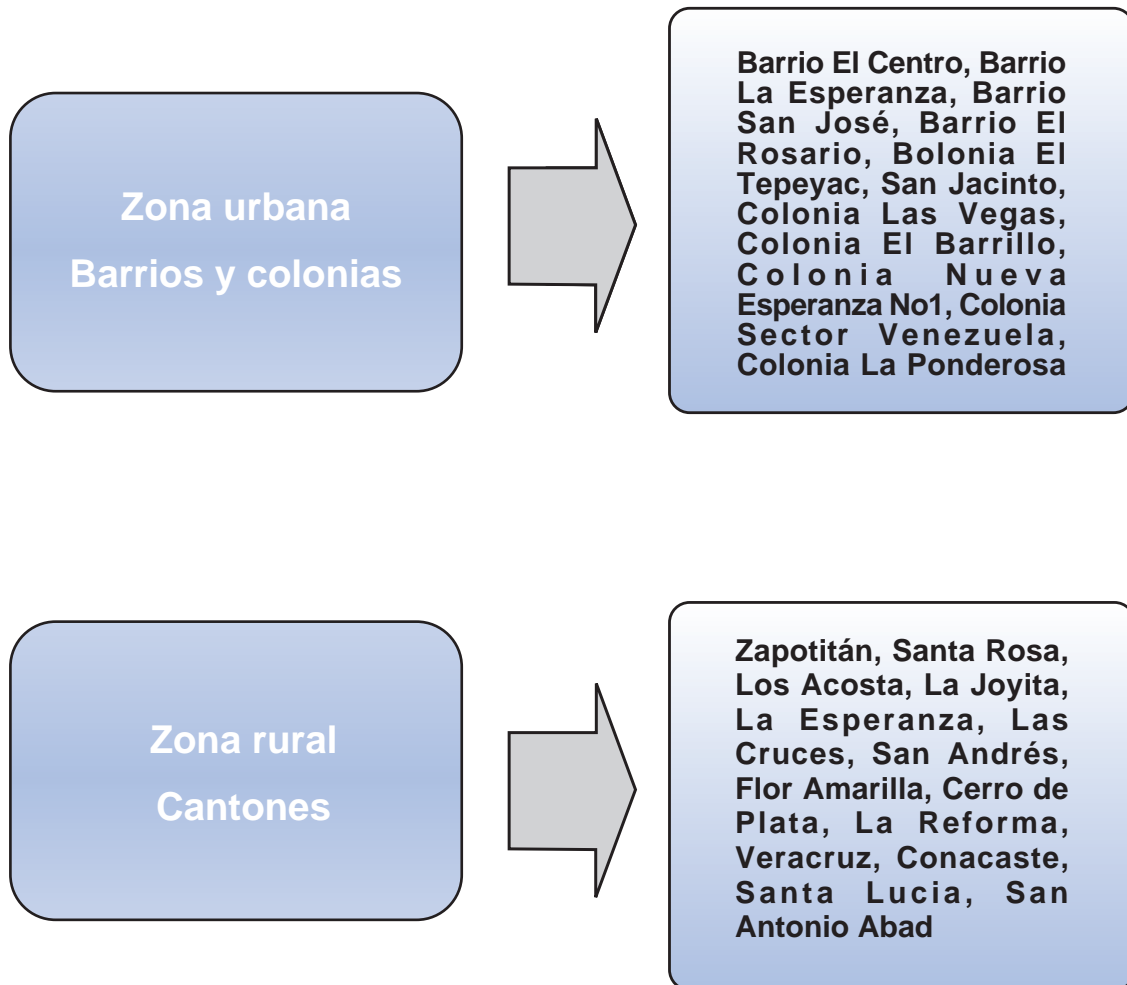 Zona urbana
Barrios y colonias
Barrio El Centro, Barrio
La Esperanza, Barrio
San José, Barrio El
Rosario, Bolonia El
Tepeyac, San Jacinto,
Colonia Las Vegas,
Colonia El Barrillo,
Colonia Nueva
Esperanza No1, Colonia
Sector Venezuela,
Colonia La Ponderosa
Zona rural
Cantones
Zapotitán, Santa Rosa,
Los Acosta, La Joyita,
La Esperanza, Las
Cruces, San Andrés,
Flor Amarilla, Cerro de
Plata, La Reforma,
Veracruz, Conacaste,
Santa Lucia, San
Antonio Abad